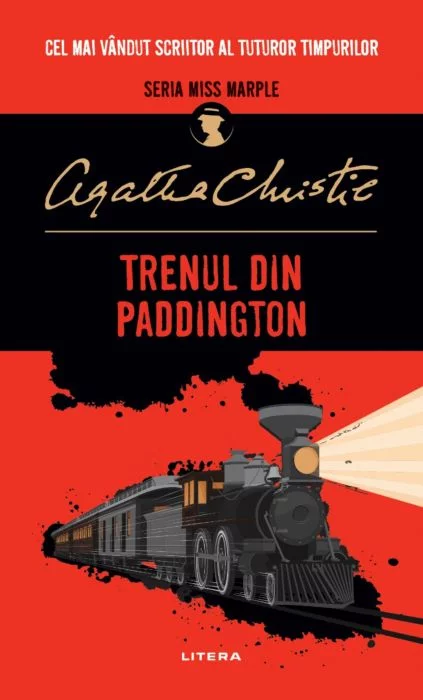 CEL MAI VÂNDUT SCRIITOR AL TUTUROR TIMPURILOR
SERIA MISS MARPLE
Agatha Christie
TRENUL DIN
PADDINGTON
LITERA